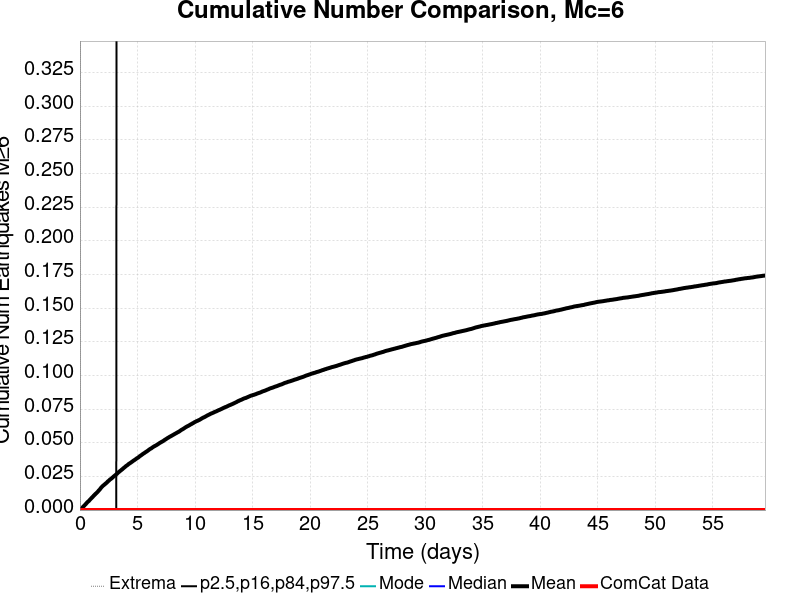 Cumulative Number Comparison, Mc=6
Cumulative Num Earthquakes M≥6
0.325
0.300
0.275
0.250
0.225
0.200
0.175
0.150
0.125
0.100
0.075
0.050
0.025
0.000
0 5 10 15 20 25 30 35 40 45 50 55
Time (days)
Extrema p2.5,p16,p84,p97.5 Mode Median Mean ComCat Data